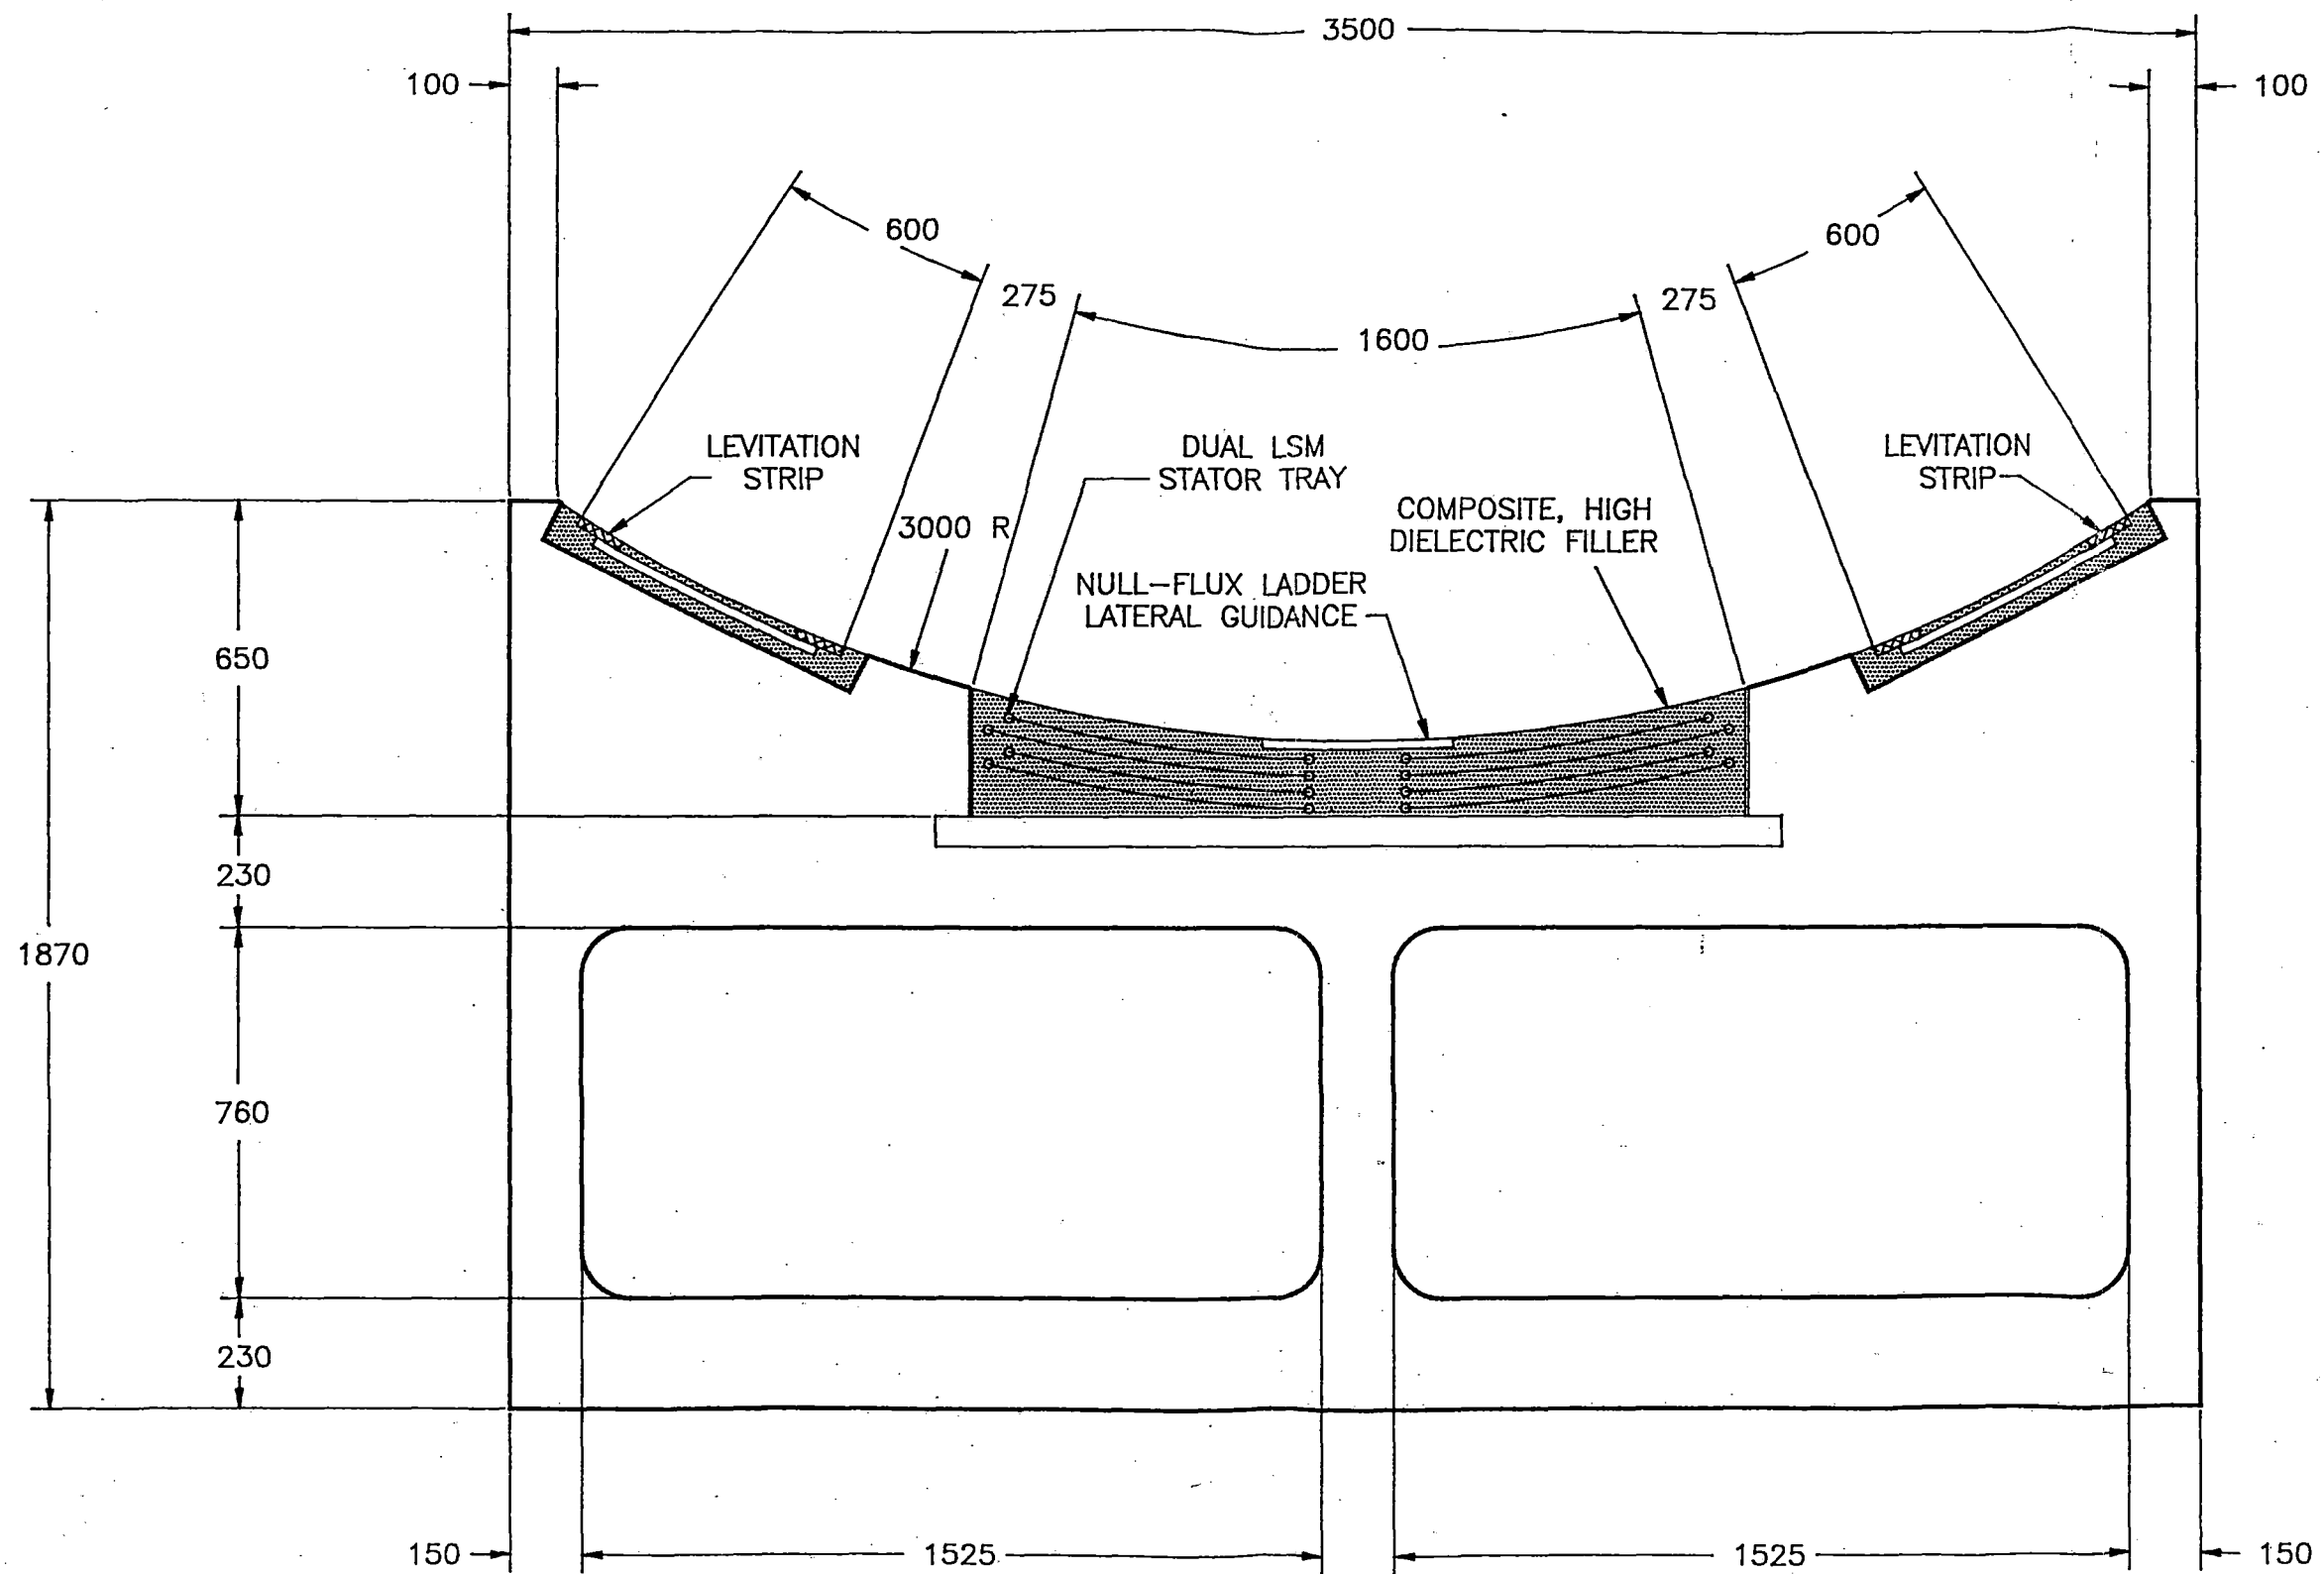 3500
100
100
600
600
275
275
1600
LEVITATION
STRIP
DUAL LSM
STATOR TRAY
LEVITATION
STRIP
COMPOSITE, HIGH
DIELECTRIC FILLER
3000 R
NULL-FLUX LADDER
LATERAL GUIDANCE
650
230
1870
760
230
150
1525
1525
150